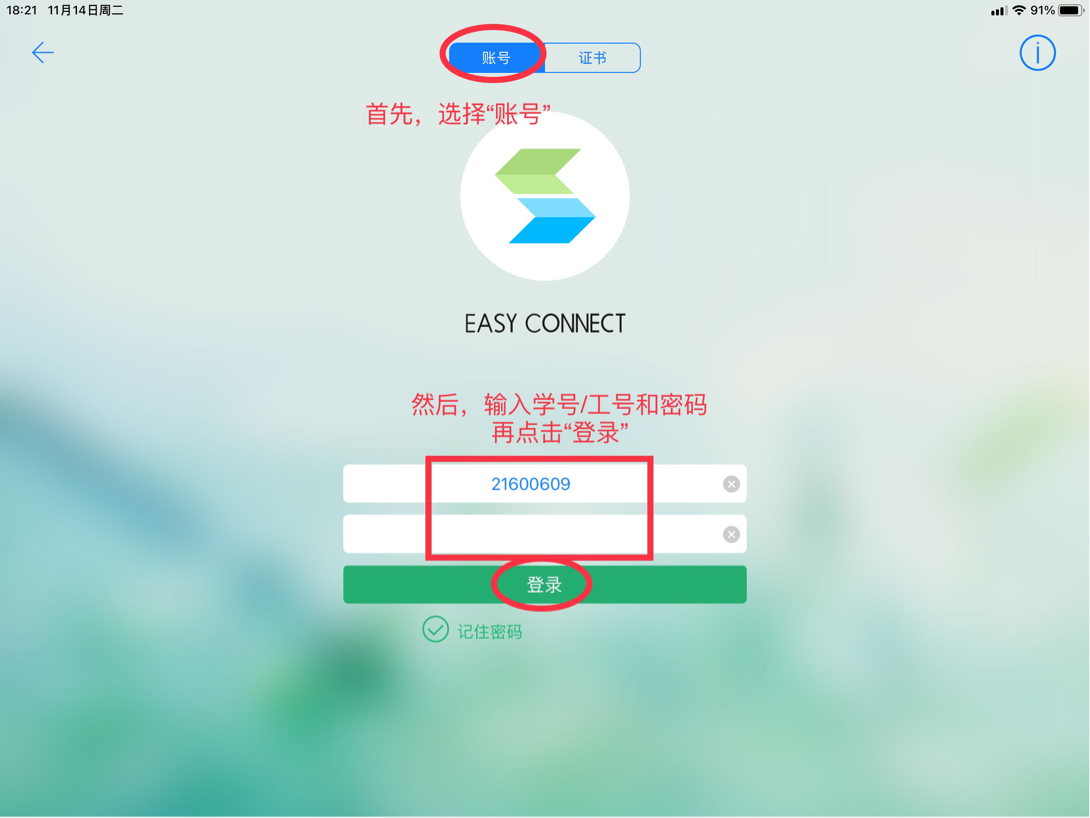 18:21 11月14日周二 91%
账号 证书
首先，选择“账号”
EASY CONNECT
然后，输入学号/工号和密码
再点击“登录”
21600609
登录
记住密码